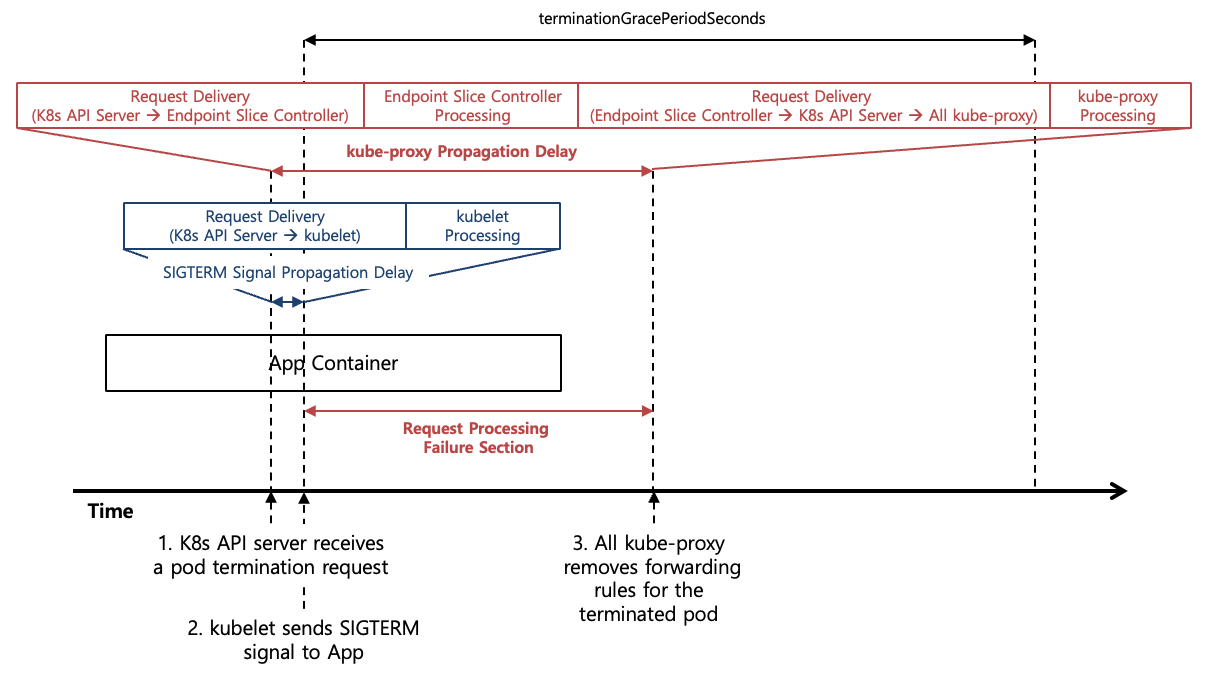 terminationGracePeriodSeconds
Request Delivery
(K8s API Server → Endpoint Slice Controller)
Endpoint Slice Controller
Processing
Request Delivery
(Endpoint Slice Controller → K8s API Server → All kube-proxy)
kube-proxy
Processing
kube-proxy Propagation Delay
Request Delivery
(K8s API Server → kubelet)
kubelet
Processing
SIGTERM Signal Propagation Delay
App Container
Request Processing
Failure Section
Time
1. K8s API server receives
a pod termination request
2. kubelet sends SIGTERM
signal to App
3. All kube-proxy
removes forwarding
rules for the
terminated pod